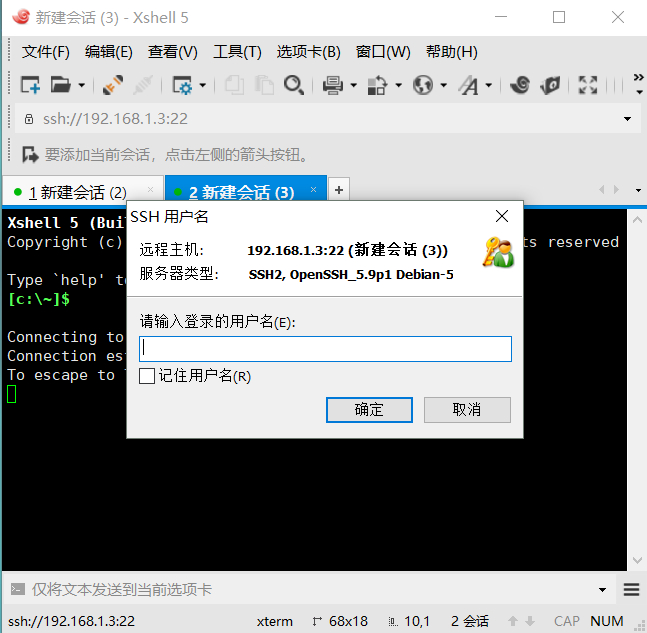 新建会话 (3) - Xshell 5
文件(F) 编辑(E) 查看(V) 工具(T) 选项卡(B) 窗口(W) 帮助(H)
ssh://192.168.1.3:22
要添加当前会话，点击左侧的箭头按钮。
1 新建会话 (2) × 2 新建会话 (3) × +
Xshell 5 (Bui
Copyright (c)
ts reserved
Type `help' to
[c:\~]$
Connecting to
Connection es
To escape to
SSH 用户名
远程主机: 192.168.1.3:22 (新建会话 (3))
服务器类型: SSH2, OpenSSH_5.9p1 Debian-5
请输入登录的用户名(E):
记住用户名(R)
确定 取消
仅将文本发送到当前选项卡
ssh://192.168.1.3:22 xterm 68x18 10,1 2 会话 CAP NUM